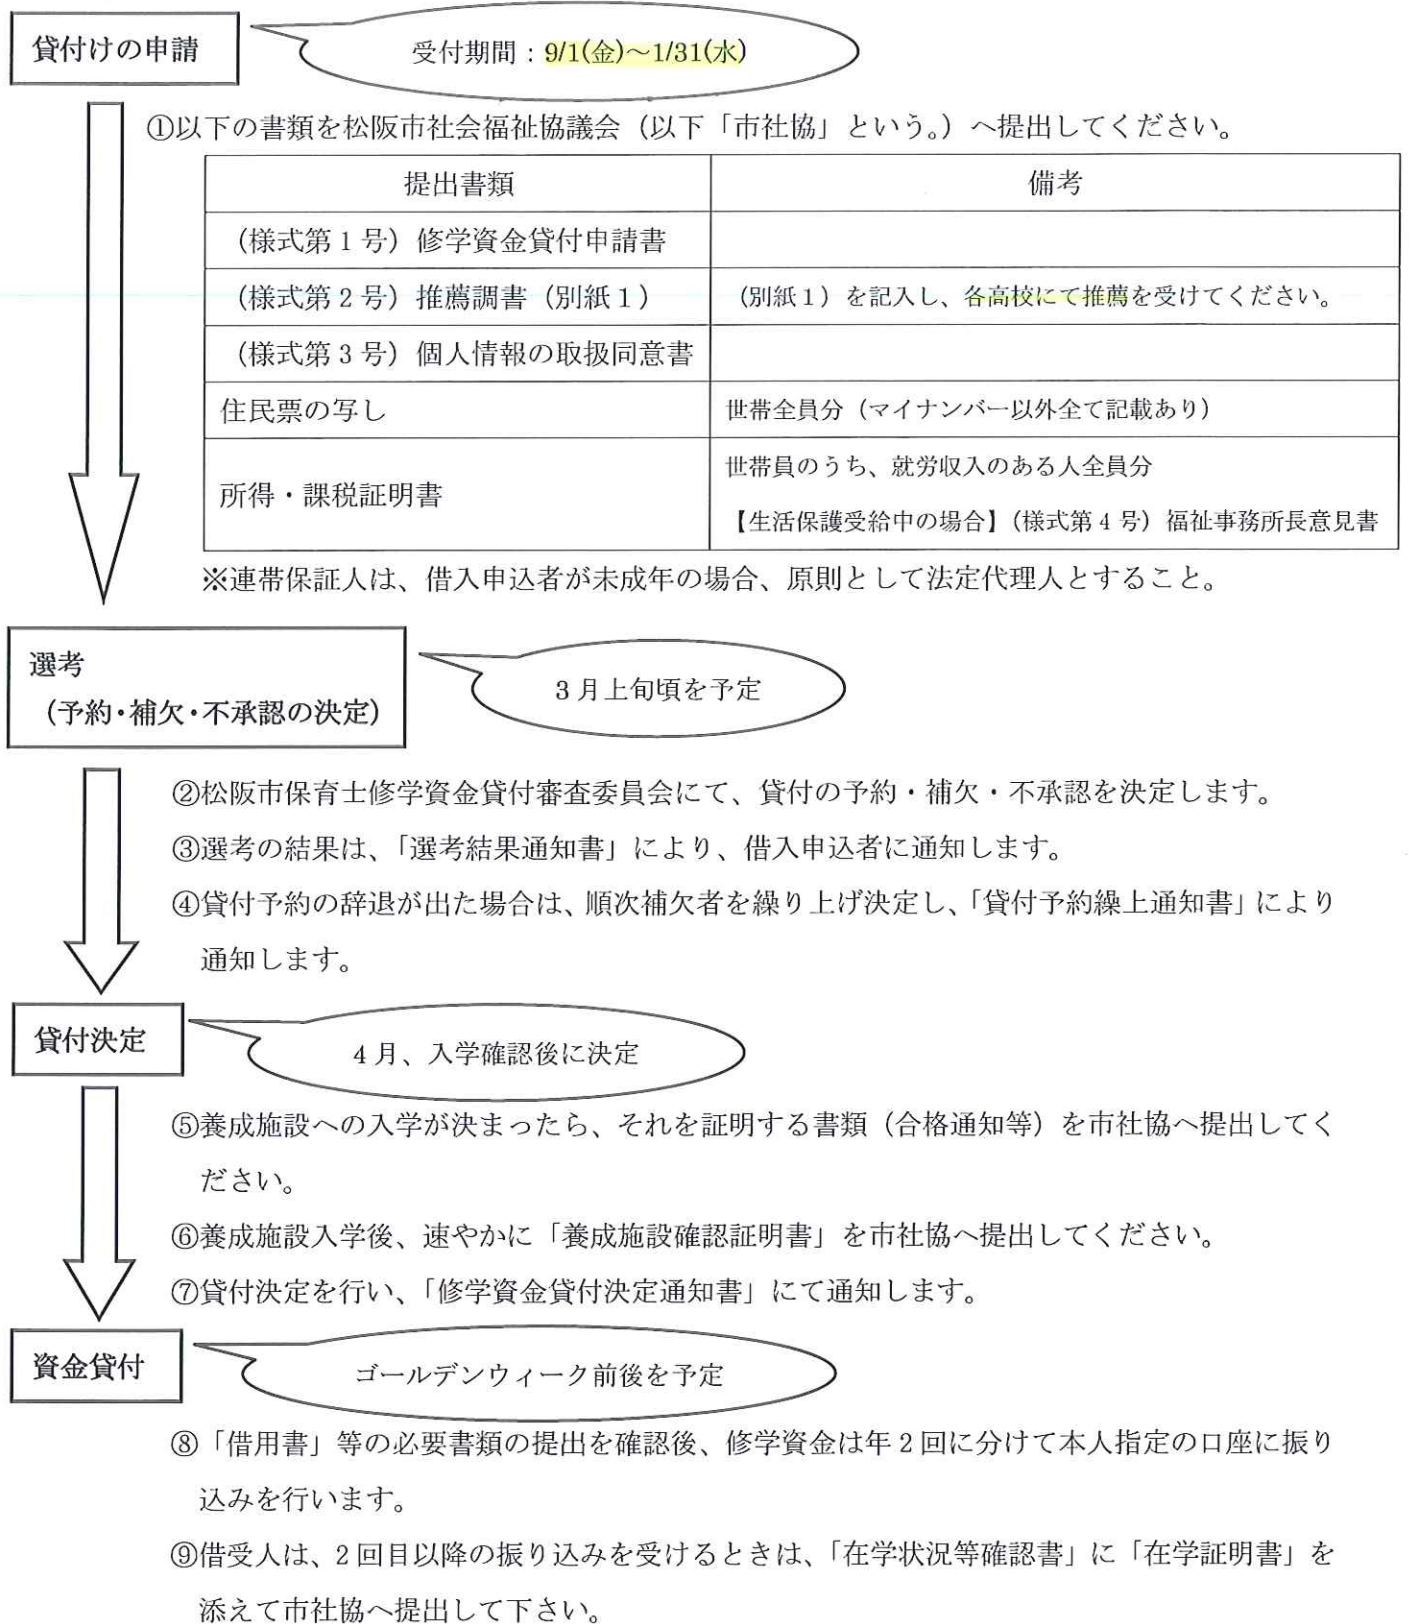 貸付けの申請
受付期間：9/1(金)～1/31(水)
①以下の書類を松阪市社会福祉協議会（以下「市社協」という。）へ提出してください。
提出書類
備考
（様式第１号）修学資金貸付申請書
（様式第２号）推薦調書（別紙１）
（別紙１）を記入し、各高校にて推薦を受けてください。
（様式第３号）個人情報の取扱同意書
住民票の写し
世帯全員分（マイナンバー以外全て記載あり）
所得・課税証明書
世帯員のうち、就労収入のある人全員分
【生活保護受給中の場合】（様式第４号）福祉事務所長意見書
※連帯保証人は、借入申込者が未成年の場合、原則として法定代理人とすること。
選考
（予約・補欠・不承認の決定）
３月上旬頃を予定
②松阪市保育士修学資金貸付審査委員会にて、貸付の予約・補欠・不承認を決定します。
③選考の結果は、「選考結果通知書」により、借入申込者に通知します。
④貸付予約の辞退が出た場合は、順次補欠者を繰り上げ決定し、「貸付予約繰上通知書」により
通知します。
貸付決定
４月、入学確認後に決定
⑤養成施設への入学が決まったら、それを証明する書類（合格通知等）を市社協へ提出してく
ださい。
⑥養成施設入学後、速やかに「養成施設確認証明書」を市社協へ提出してください。
⑦貸付決定を行い、「修学資金貸付決定通知書」にて通知します。
資金貸付
ゴールデンウィーク前後を予定
⑧「借用書」等の必要書類の提出を確認後、修学資金は年２回に分けて本人指定の口座に振り
込みを行います。
⑨借受人は、２回目以降の振り込みを受けるときは、「在学状況等確認書」に「在学証明書」を
添えて市社協へ提出して下さい。